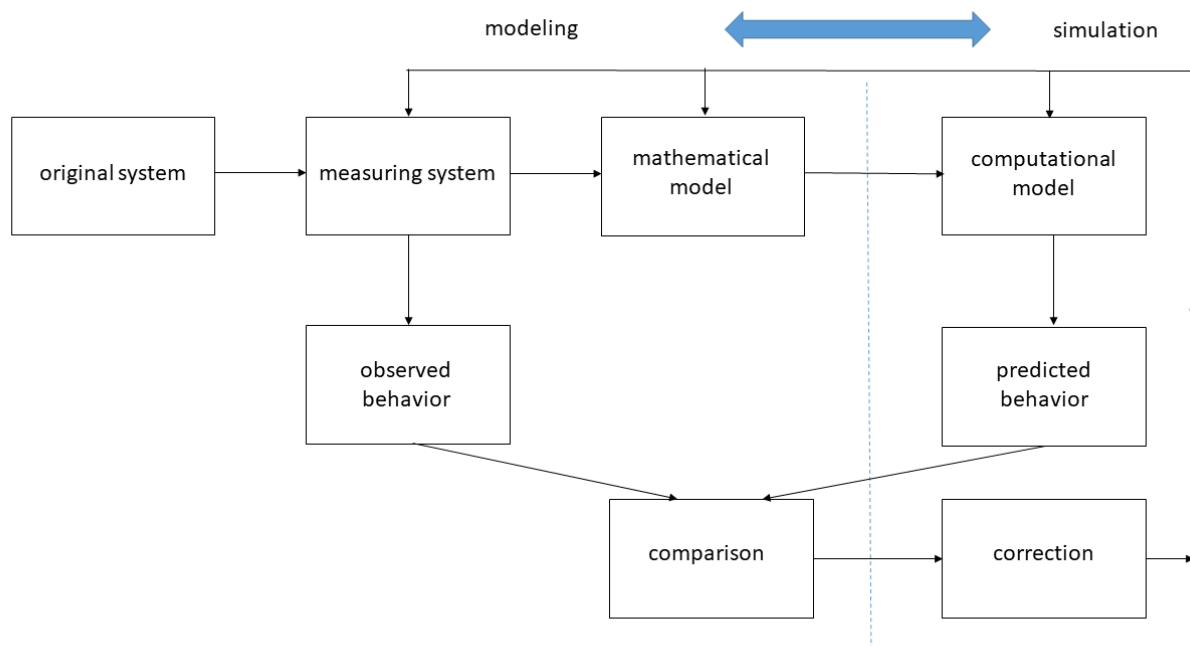 modeling
simulation
original system
measuring system
mathematical
model
computational
model
observed
behavior
predicted
behavior
comparison
correction